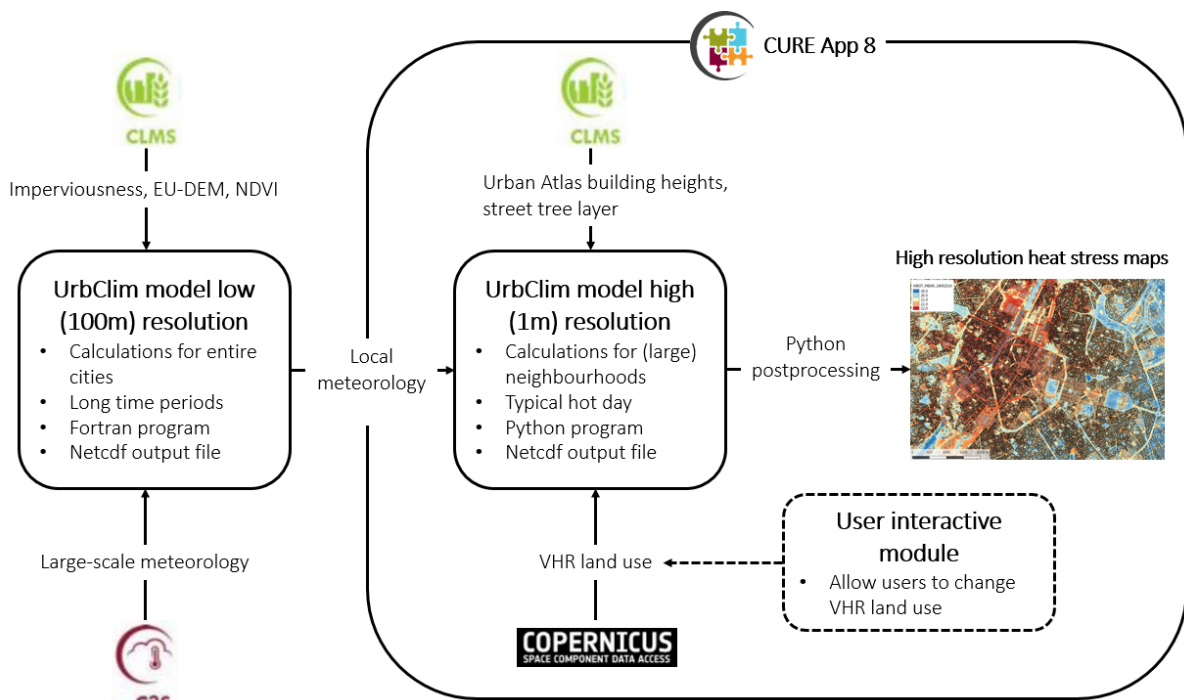 CURE App 8
CLMS
CLMS
Imperviousness, EU-DEM, NDVI
Urban Atlas building heights,
street tree layer
UrbClim model low
(100m) resolution
• Calculations for entire
cities
• Long time periods
• Fortran program
• Netcdf output file
Local
meteorology
UrbClim model high
(1m) resolution
• Calculations for (large)
neighbourhoods
• Typical hot day
• Python program
• Netcdf output file
Python
postprocessing
High resolution heat stress maps
Large-scale meteorology
VHR land use
User interactive
module
• Allow users to change
VHR land use
COPERNICUS
SPACE COMPONENT DATA ACCESS